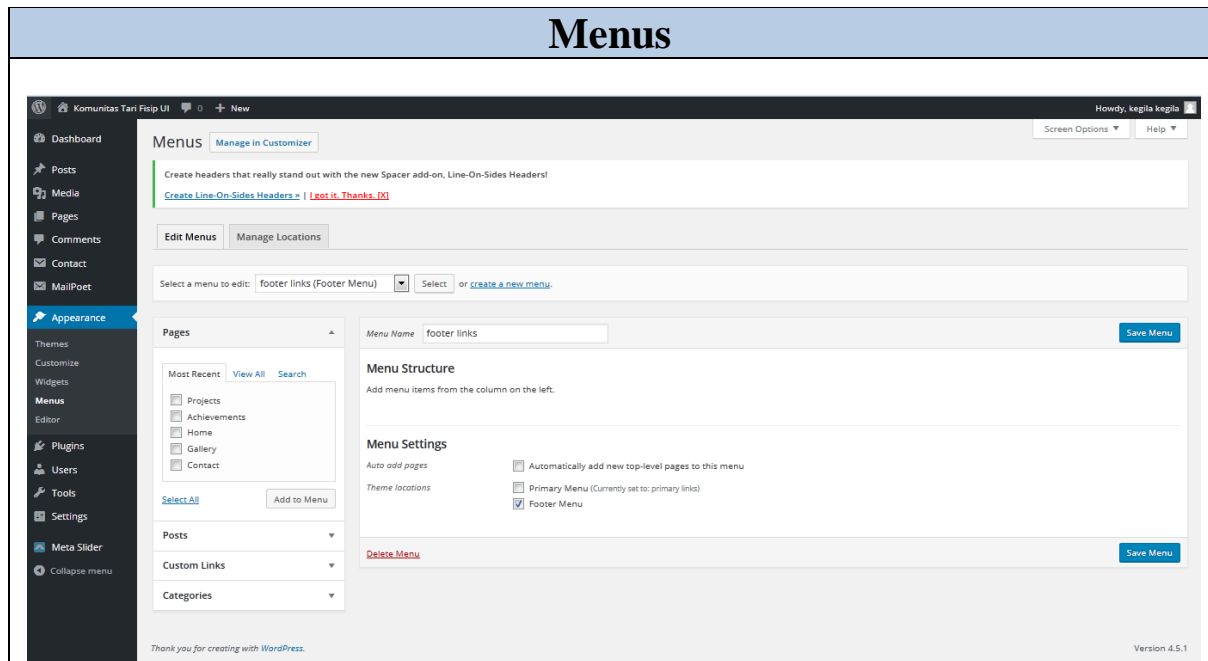 Menus
Komunitas Tari Fisip UI 0 + New Howdy, kegila kegila
Screen Options ▼ Help ▼
Dashboard
Posts
Media
Pages
Comments
Contact
MailPoet
Appearance
Themes
Customize
Widgets
Menus
Editor
Plugins
Users
Tools
Settings
Meta Slider
Collapse menu
Menus Manage in Customizer
Create headers that really stand out with the new Spacer add-on, Line-On-Sides Headers!
Create Line-On-Sides Headers » | I got it. Thanks. [X]
Edit Menus Manage Locations
Select a menu to edit: footer links (Footer Menu) Select or create a new menu.
Pages
Most Recent View All Search
Projects
Achievements
Home
Gallery
Contact
Select All Add to Menu
Posts
Custom Links
Categories
Menu Name footer links Save Menu
Menu Structure
Add menu items from the column on the left.
Menu Settings
Auto add pages Automatically add new top-level pages to this menu
Theme locations Primary Menu (Currently set to: primary links)
Footer Menu
Delete Menu Save Menu
Thank you for creating with WordPress. Version 4.5.1